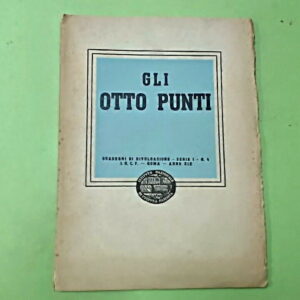 GLI
OTTO PUNTI
QUADERNI DI DIVULGAZIONE - SERIE I - N. 4
I. N. C. F. - ROMA - ANNO XIX